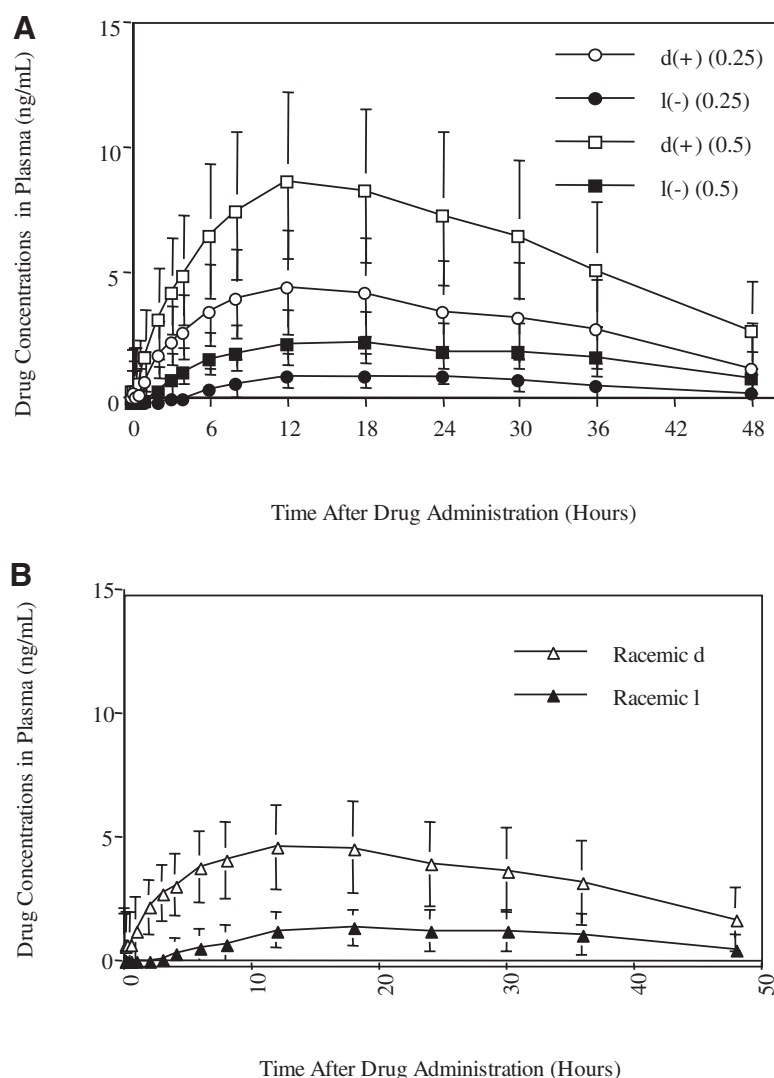 A
15
10
5
0
Drug Concentrations in Plasma (ng/mL)
d(+) (0.25)
l(-) (0.25)
d(+) (0.5)
l(-) (0.5)
0 6 12 18 24 30 36 42 48
Time After Drug Administration (Hours)
B
15
10
5
0
Drug Concentrations in Plasma (ng/mL)
Racemic d
Racemic l
0 10 20 30 40 50
Time After Drug Administration (Hours)